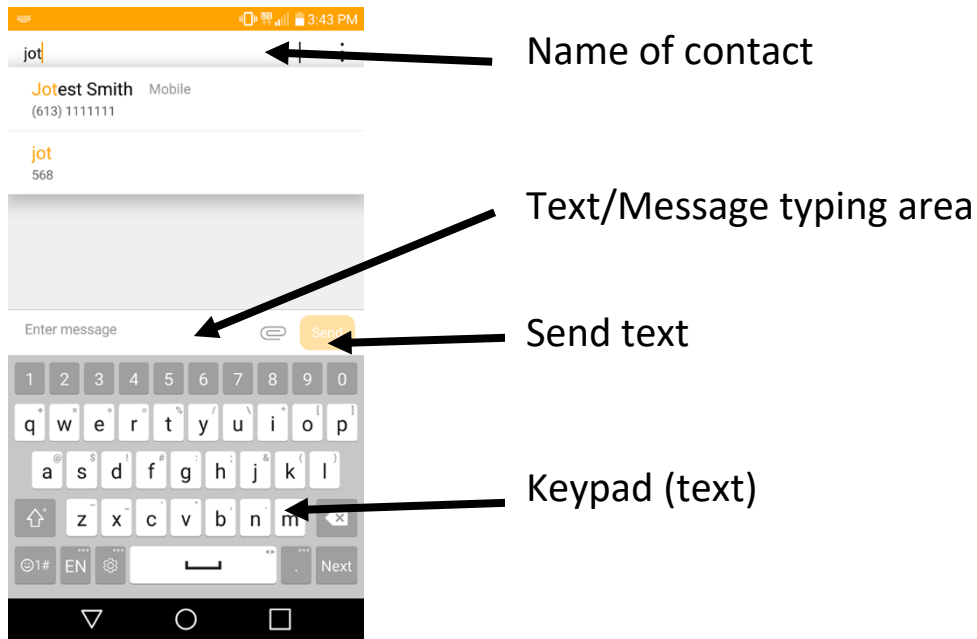 3:43 PM
jot
Name of contact
Jotest Smith Mobile
(613) 1111111
jot
568
Text/Message typing area
Enter message
Send
Send text
1 2 3 4 5 6 7 8 9 0
q w e r t y u i o p
a s d f g h j k l
Keypad (text)
z x c v b n m
1# EN . Next